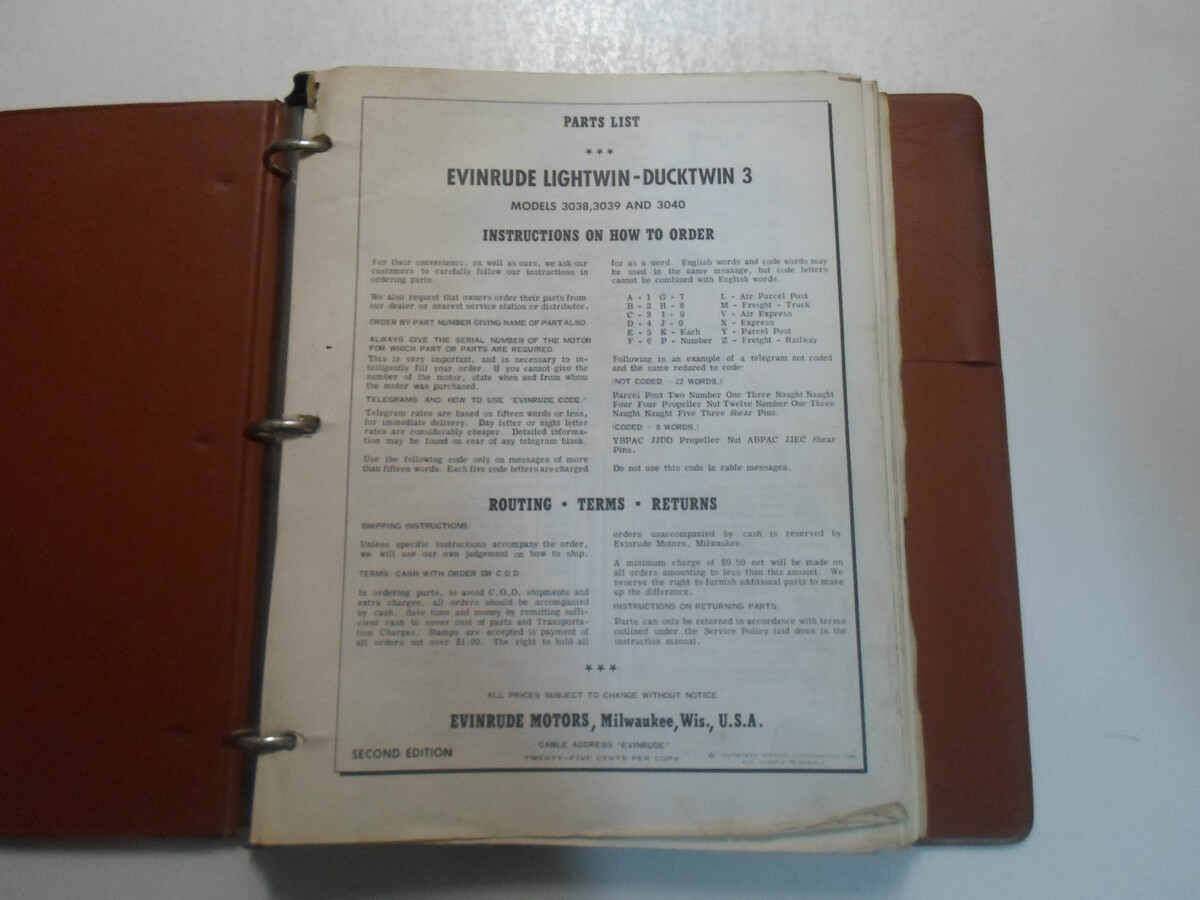 PARTS LIST
***
EVINRUDE LIGHTWIN-DUCKTWIN 3
MODELS 3038,3039 AND 3040
INSTRUCTIONS ON HOW TO ORDER
For their convenience, as well as ours, we ask our
customers to carefully follow our instructions in
ordering parts.
We also request that owners order their parts from
our dealer or nearest service station or distributor.
ORDER BY PART NUMBER GIVING NAME OF PART ALSO.
ALWAYS GIVE THE SERIAL NUMBER OF THE MOTOR
FOR WHICH PART OR PARTS ARE REQUIRED.
This is very important, and is necessary to in-
telligently fill your order. If you cannot give the
number of the motor, state when and from whom
the motor was purchased.
TELEGRAMS AND HOW TO USE "EVINRUDE CODE."
Telegram rates are based on fifteen words or less,
for immediate delivery. Day letter or night letter
rates are considerably cheaper. Detailed informa-
tion may be found on rear of any telegram blank.
Use the following code only on messages of more
than fifteen words. Each five code letters are charged
for as a word. English words and code words may
be used in the same message, but code letters
cannot be combined with English words.
A - 1 G - 7 L - Air Parcel Post
B - 2 H - 8 M - Freight - Truck
C - 3 I - 9 V - Air Express
D - 4 J - 0 X - Express
E - 5 K - Each Y - Parcel Post
F - 6 P - Number Z - Freight - Railway
Following is an example of a telegram not coded
and the same reduced to code:
(NOT CODED - 22 WORDS.)
Parcel Post Two Number One Three Naught Naught
Four Four Propeller Nut Twelve Number One Three
Naught Naught Five Three Shear Pins.
(CODED - 8 WORDS.)
YBPAC JJDD Propeller Nut ABPAC JJEC Shear
Pins.
Do not use this code in cable messages.
ROUTING • TERMS • RETURNS
SHIPPING INSTRUCTIONS
Unless specific instructions accompany the order,
we will use our own judgement on how to ship.
TERMS: CASH WITH ORDER OR C.O.D.
In ordering parts, to avoid C.O.D. shipments and
extra charges, all orders should be accompanied
by cash. Save time and money by remitting suffi-
cient cash to cover cost of parts and Transporta-
tion Charges. Stamps are accepted in payment of
all orders not over $1.00. The right to hold all
orders unaccompanied by cash is reserved by
Evinrude Motors, Milwaukee.
A minimum charge of $0.50 net will be made on
all orders amounting to less than this amount. We
reserve the right to furnish additional parts to make
up the difference.
INSTRUCTIONS ON RETURNING PARTS.
Parts can only be returned in accordance with terms
outlined under the Service Policy laid down in the
instruction manual.
***
ALL PRICES SUBJECT TO CHANGE WITHOUT NOTICE
EVINRUDE MOTORS, Milwaukee, Wis., U.S.A.
CABLE ADDRESS "EVINRUDE"
SECOND EDITION
TWENTY-FIVE CENTS PER COPY
© OUTBOARD MARINE CORPORATION
ALL RIGHTS RESERVED